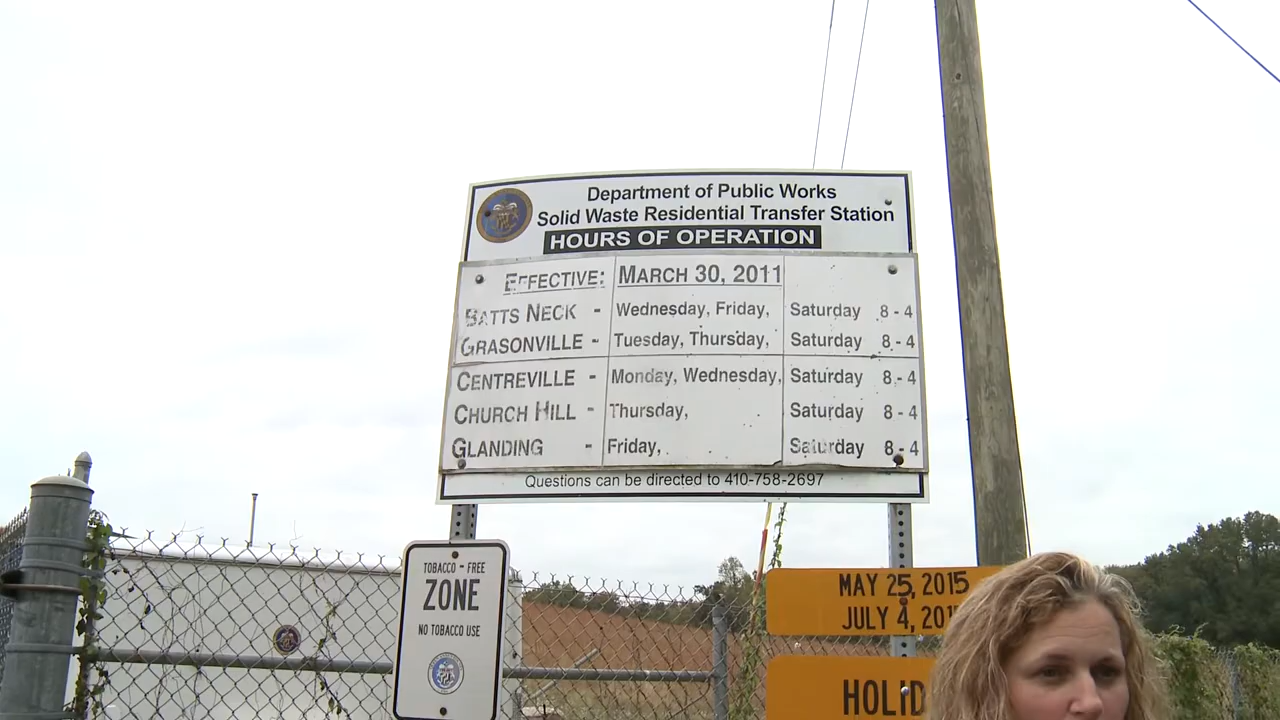 Department of Public Works
Solid Waste Residential Transfer Station
HOURS OF OPERATION
EFFECTIVE: MARCH 30, 2011
BATTS NECK - Wednesday, Friday, Saturday 8 - 4
GRASONVILLE - Tuesday, Thursday, Saturday 8 - 4
CENTREVILLE - Monday, Wednesday, Saturday 8 - 4
CHURCH HILL - Thursday, Saturday 8 - 4
GLANDING - Friday, Saturday 8 - 4
Questions can be directed to 410-758-2697
TOBACCO - FREE
ZONE
NO TOBACCO USE
MAY 25, 2015
JULY 4, 201
HOLID